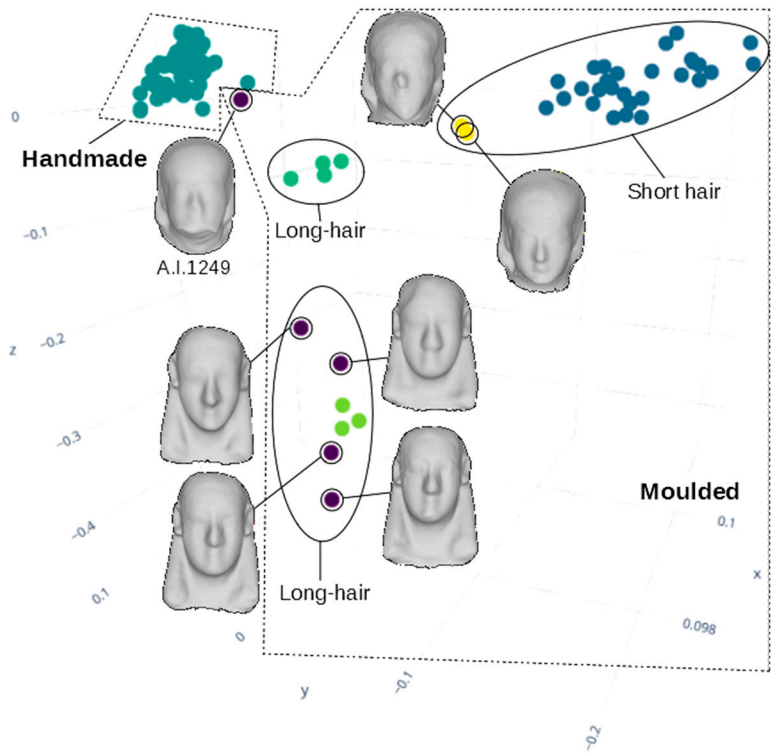 0
Handmade
Short hair
Long-hair
-0.1
A.I.1249
z
-0.2
-0.3
Moulded
-0.4
0.1
x
0.1
Long-hair
0.098
0
y
-0.1
-0.2